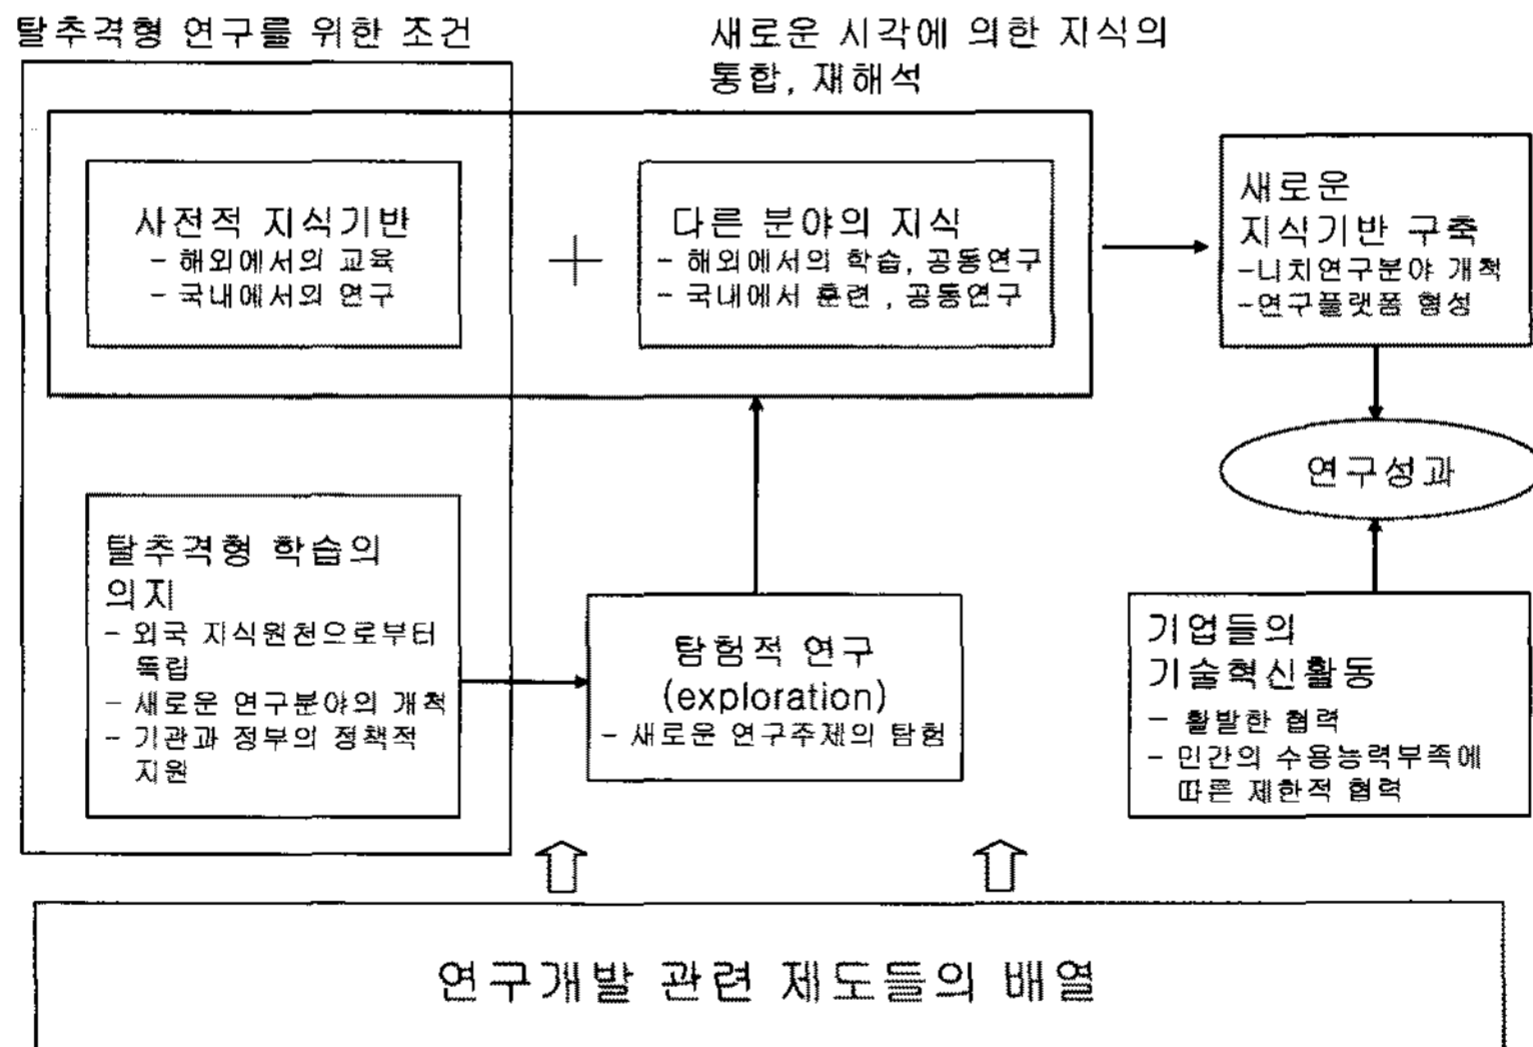 탈추격형 연구를 위한 조건
새로운 시각에 의한 지식의
통합, 재해석
사전적 지식기반
- 해외에서의 교육
- 국내에서의 연구
+
다른 분야의 지식
- 해외에서의 학습, 공동연구
- 국내에서 훈련 , 공동연구
새로운
지식기반 구축
-니치연구분야 개척
-연구플랫폼 형성
연구성과
탈추격형 학습의
의지
- 외국 지식원천으로부터
독립
- 새로운 연구분야의 개척
- 기관과 정부의 정책적
지원
탐험적 연구
(exploration)
- 새로운 연구주제의 탐험
기업들의
기술혁신활동
- 활발한 협력
- 민간의 수용능력부족에
따른 제한적 협력
연구개발 관련 제도들의 배열